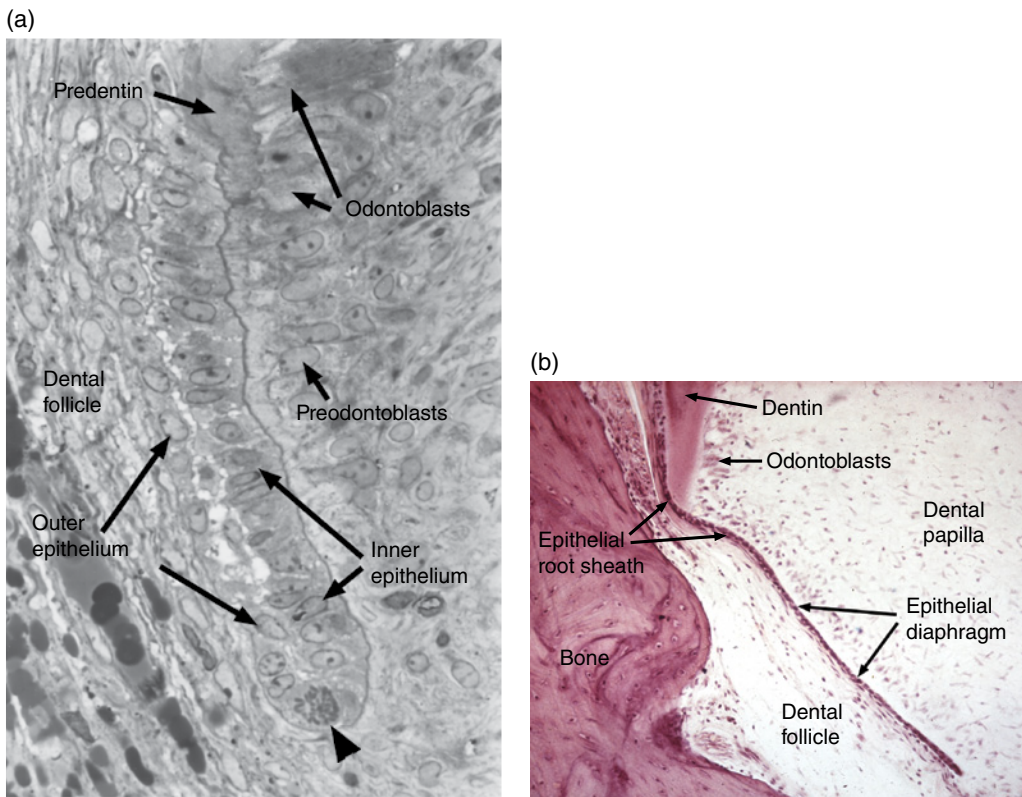 (a)
Predentin
Odontoblasts
Dental
follicle
Preodontoblasts
Outer
epithelium
Inner
epithelium
(b)
Dentin
Odontoblasts
Dental
papilla
Epithelial
root sheath
Epithelial
diaphragm
Bone
Dental
follicle